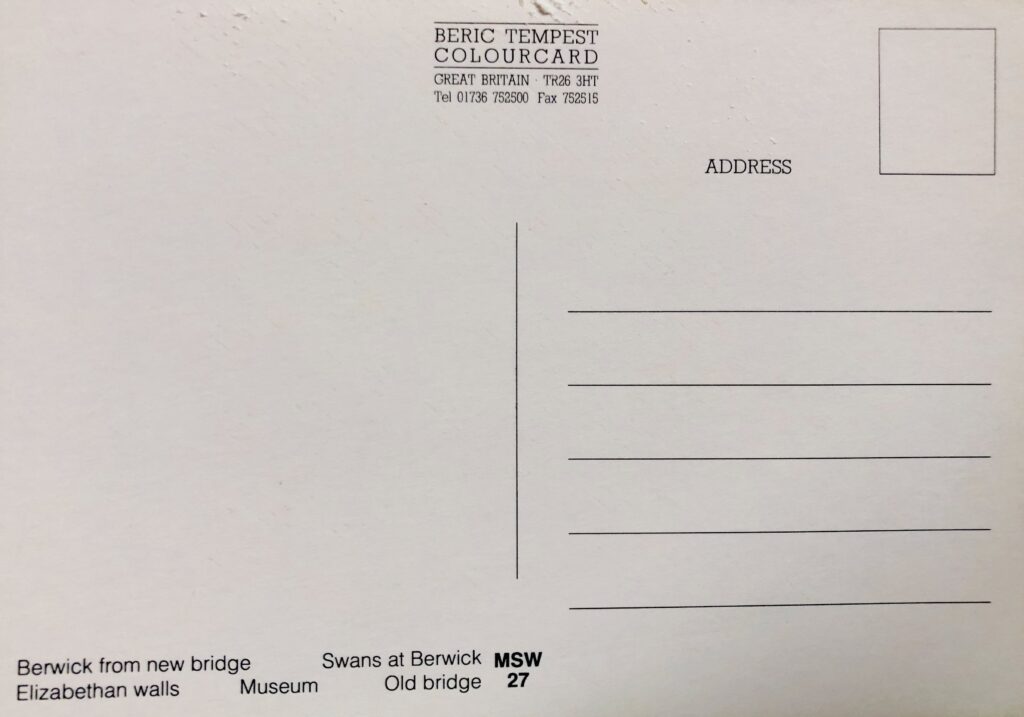 BERIC TEMPEST
COLOURCARD
GREAT BRITAIN · TR26 3HT
Tel 01736 752500 Fax 752515
ADDRESS
Berwick from new bridge Swans at Berwick MSW
Elizabethan walls Museum Old bridge 27